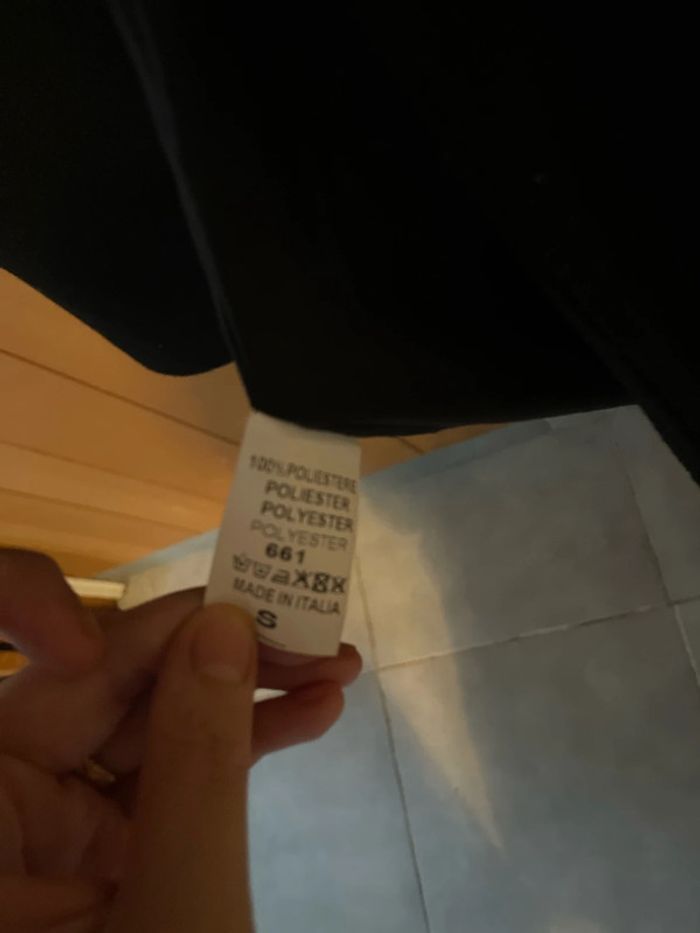 100%POLIESTERE
POLIESTER
POLYESTER
POLYESTER
661
MADE IN ITALIA
S